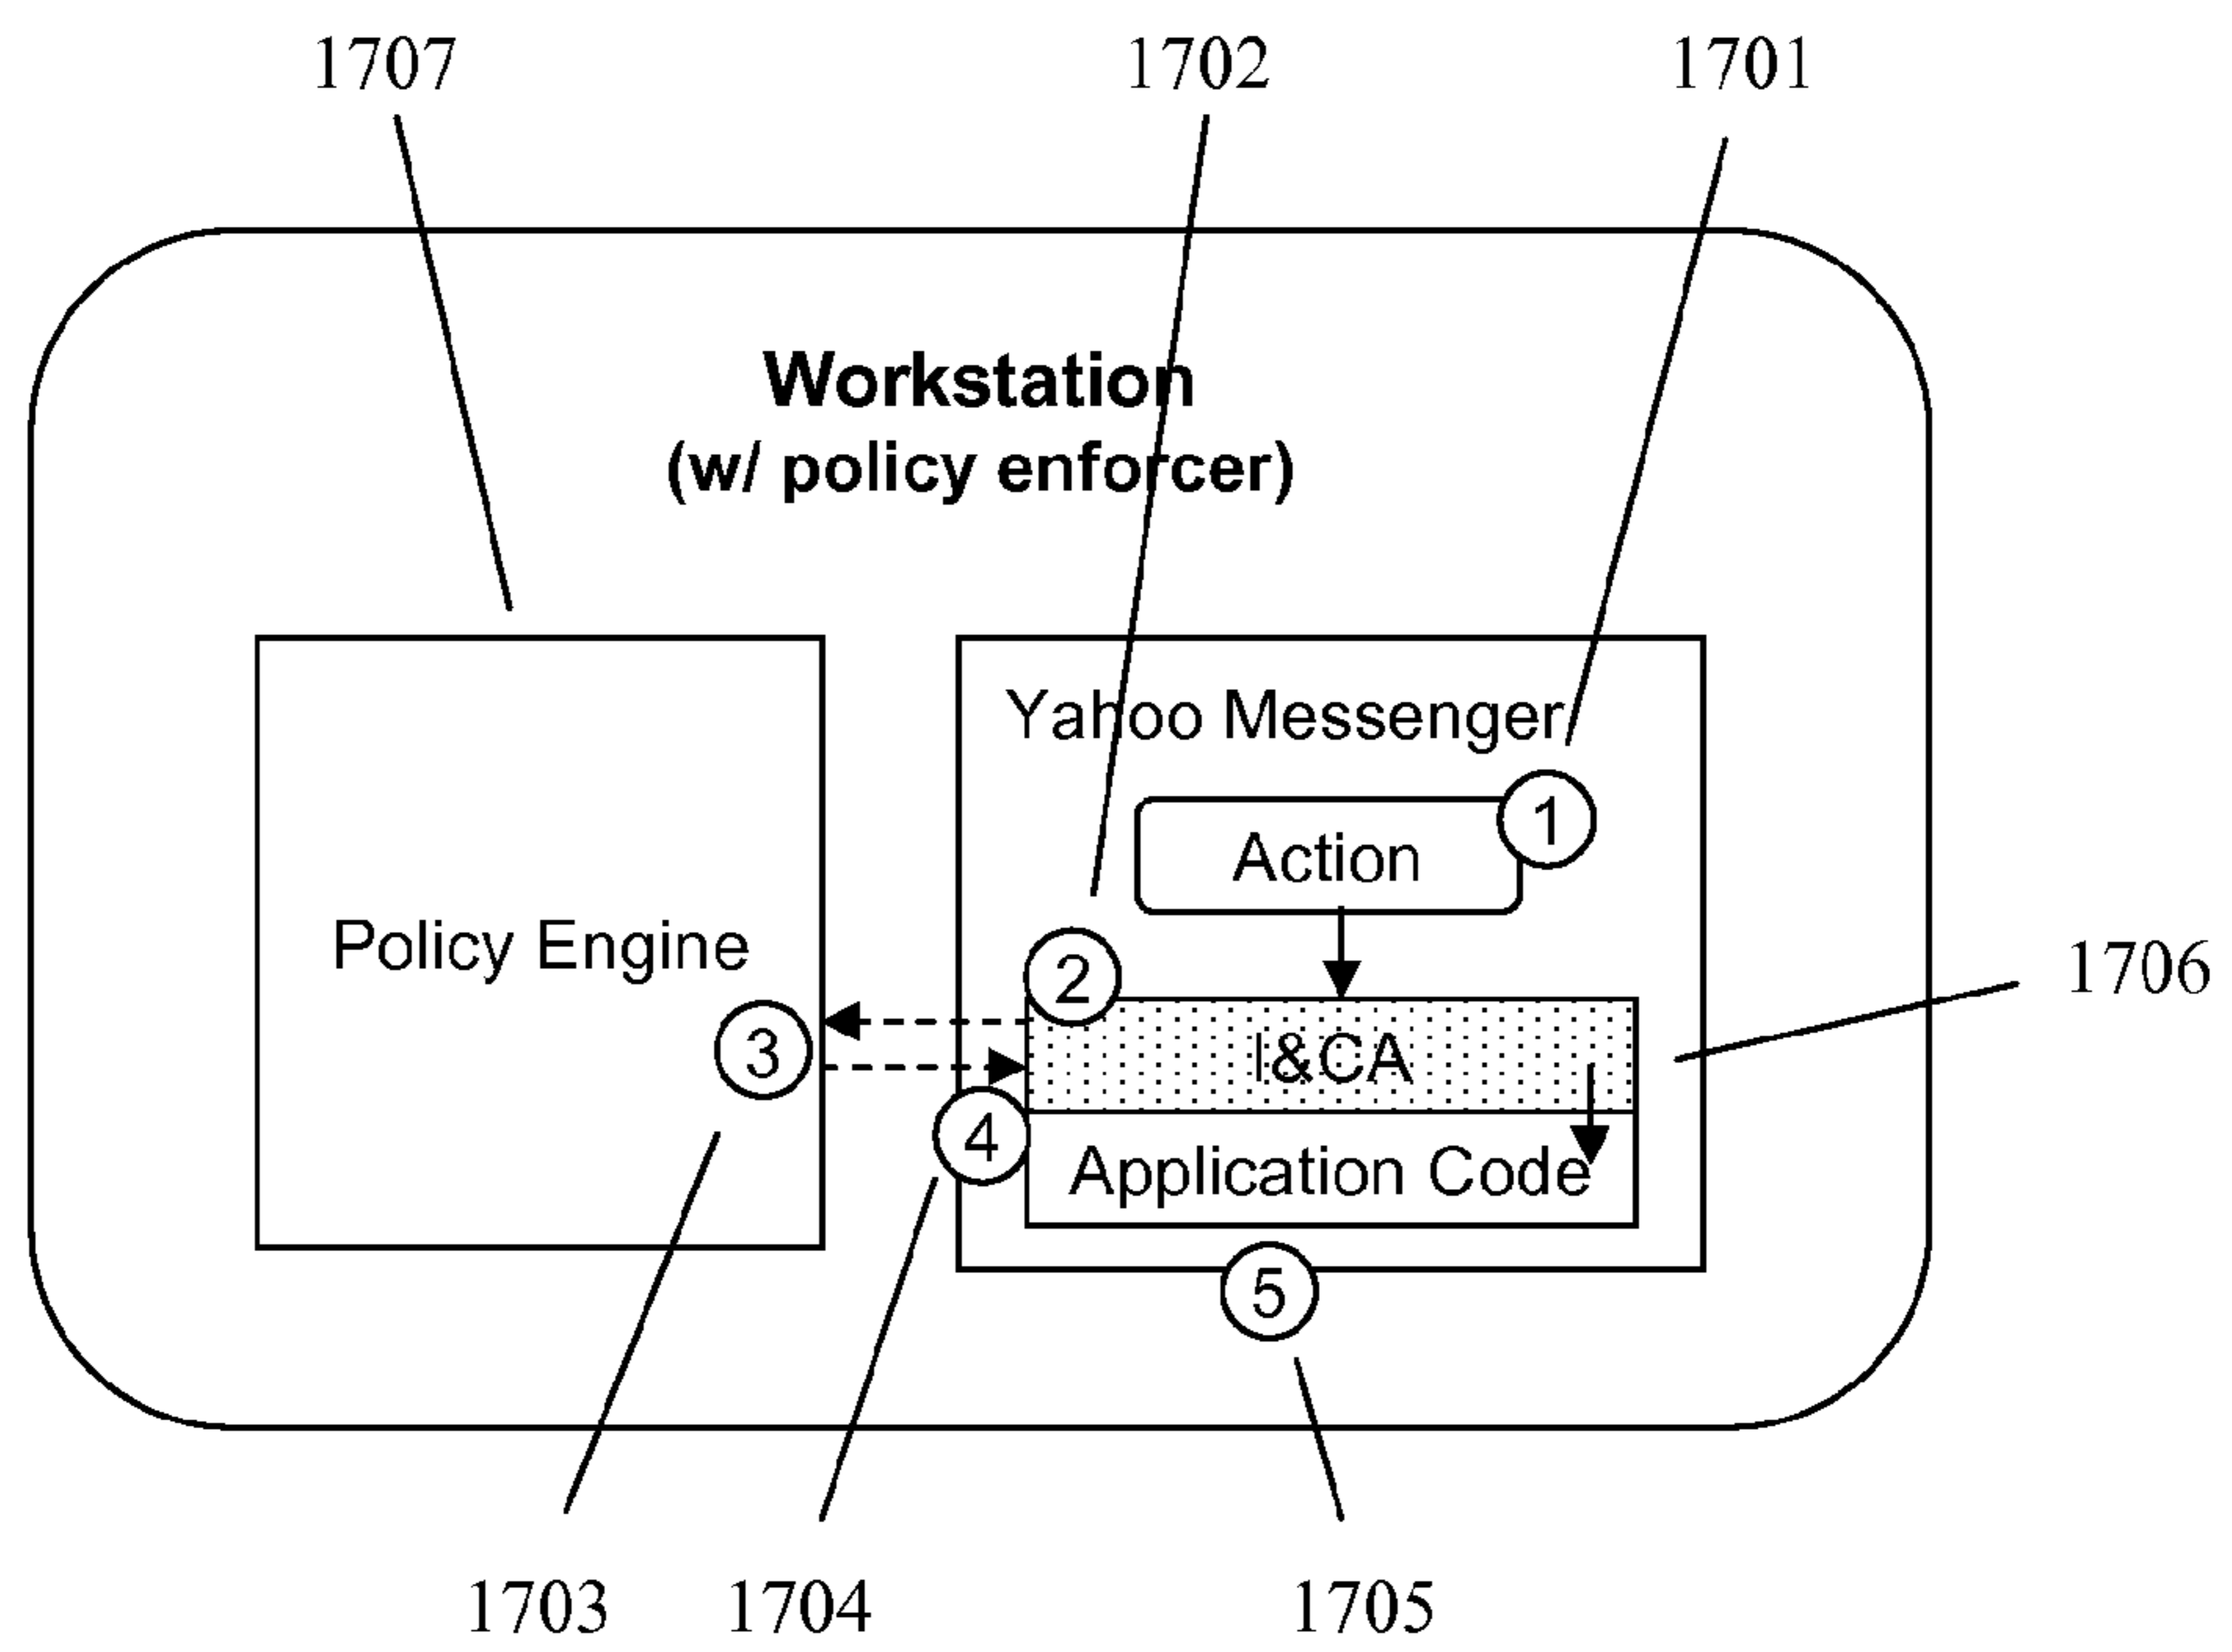 1707
1702
1701
Workstation
(w/ policy enforcer)
Yahoo Messenger
1
Action
Policy Engine
2
1706
3
I&CA
4
Application Code
5
1703
1704
1705